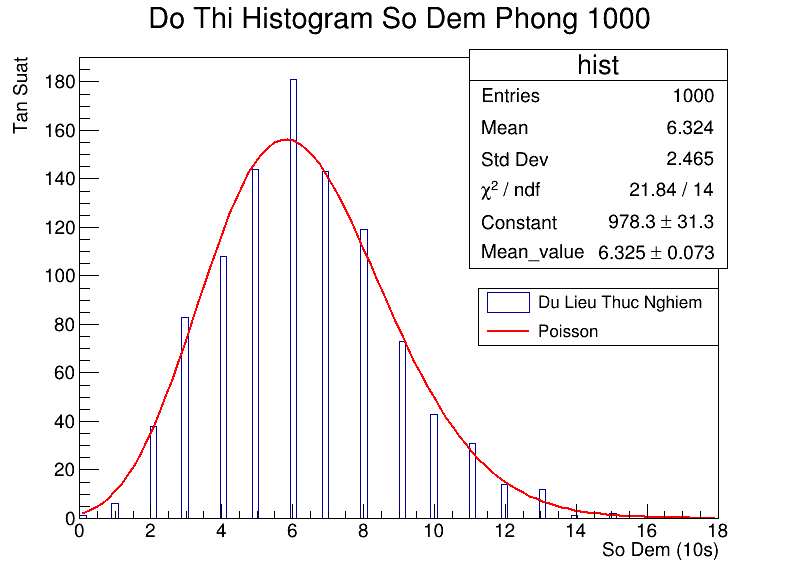 Do Thi Histogram So Dem Phong 1000
Tan Suat
hist
Entries 1000
Mean 6.324
Std Dev 2.465
χ² / ndf 21.84 / 14
Constant 978.3 ± 31.3
Mean_value 6.325 ± 0.073
Du Lieu Thuc Nghiem
Poisson
180
160
140
120
100
80
60
40
20
0
0 2 4 6 8 10 12 14 16 18
So Dem (10s)